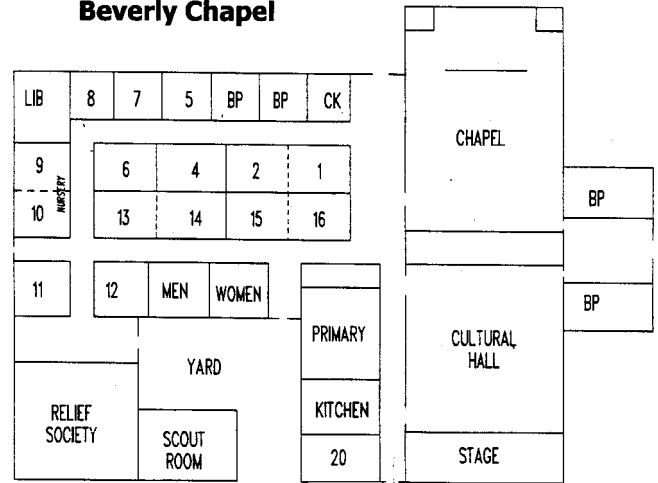 Beverly Chapel
LIB 8 7 5 BP BP CK
CHAPEL
9 6 4 2 1
NURSERY
BP
10 13 14 15 16
11 12 MEN WOMEN
BP
PRIMARY
CULTURAL
HALL
YARD
RELIEF
SOCIETY
KITCHEN
SCOUT
ROOM
20
STAGE